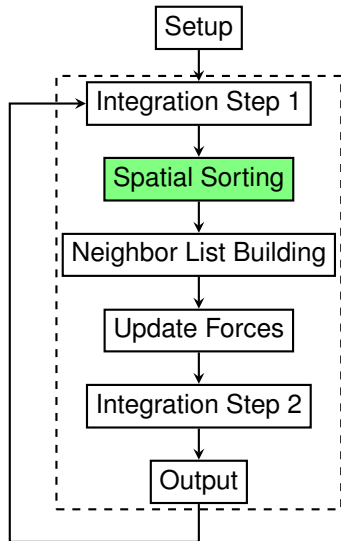 Setup
Integration Step 1
Spatial Sorting
Neighbor List Building
Update Forces
Integration Step 2
Output